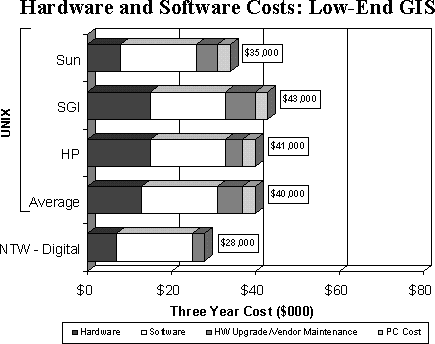 Hardware and Software Costs: Low-End GIS
UNIX
Sun
$35,000
SGI
$43,000
HP
$41,000
Average
$40,000
NTW - Digital
$28,000
$0 $20 $40 $60 $80
Three Year Cost ($000)
Hardware Software HW Upgrade/Vendor Maintenance PC Cost